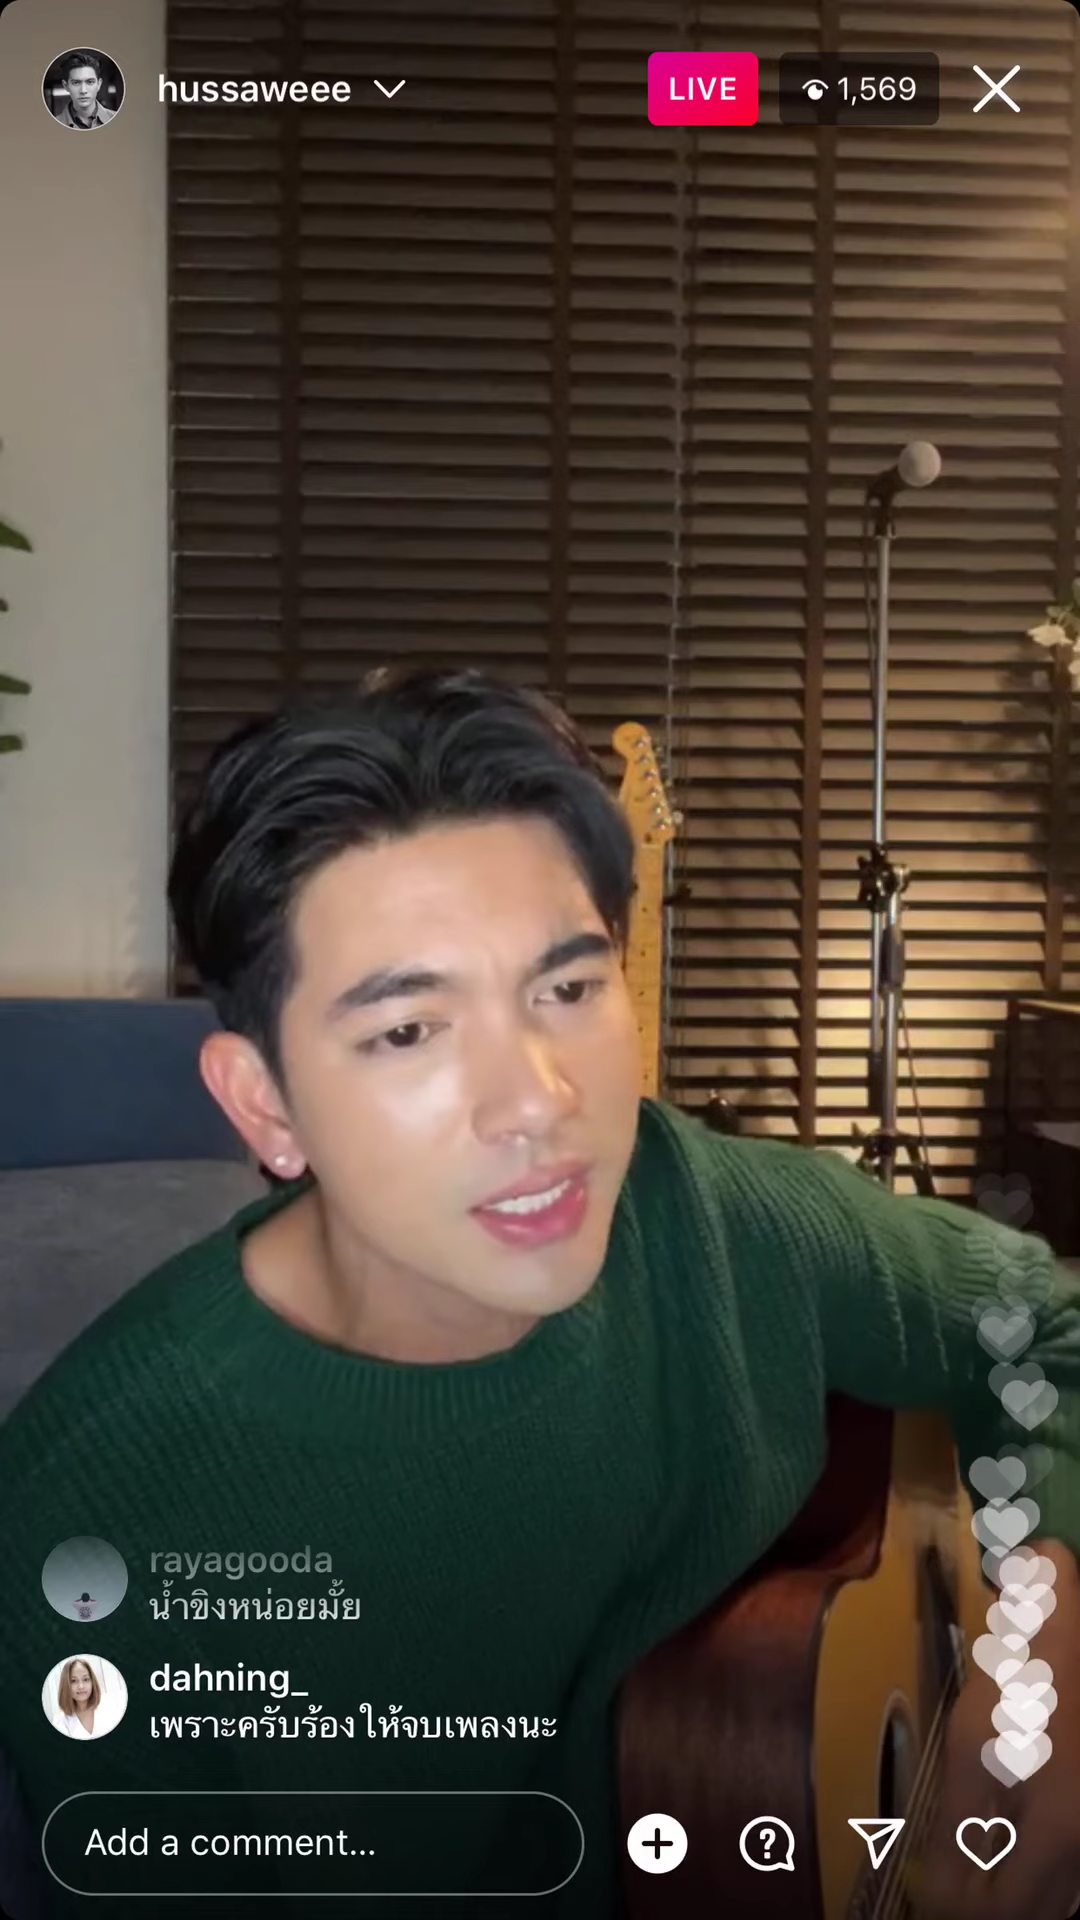 hussaweee
LIVE
1,569
rayagooda
น้ำขิงหน่อยมั้ย
dahning_
เพราะครับร้องให้จบเพลงนะ
Add a comment...